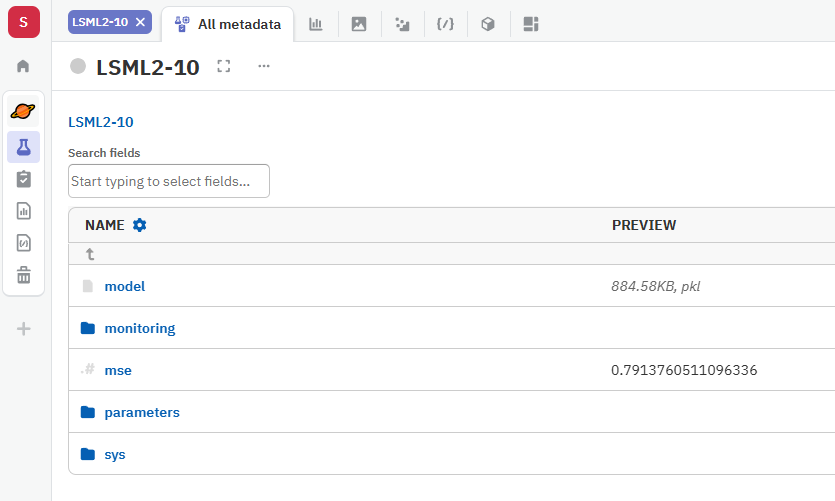 S
LSML2-10
All metadata
LSML2-10
LSML2-10
Search fields
Start typing to select fields...
NAME PREVIEW
model 884.58KB, pkl
monitoring
.# mse 0.7913760511096336
parameters
sys